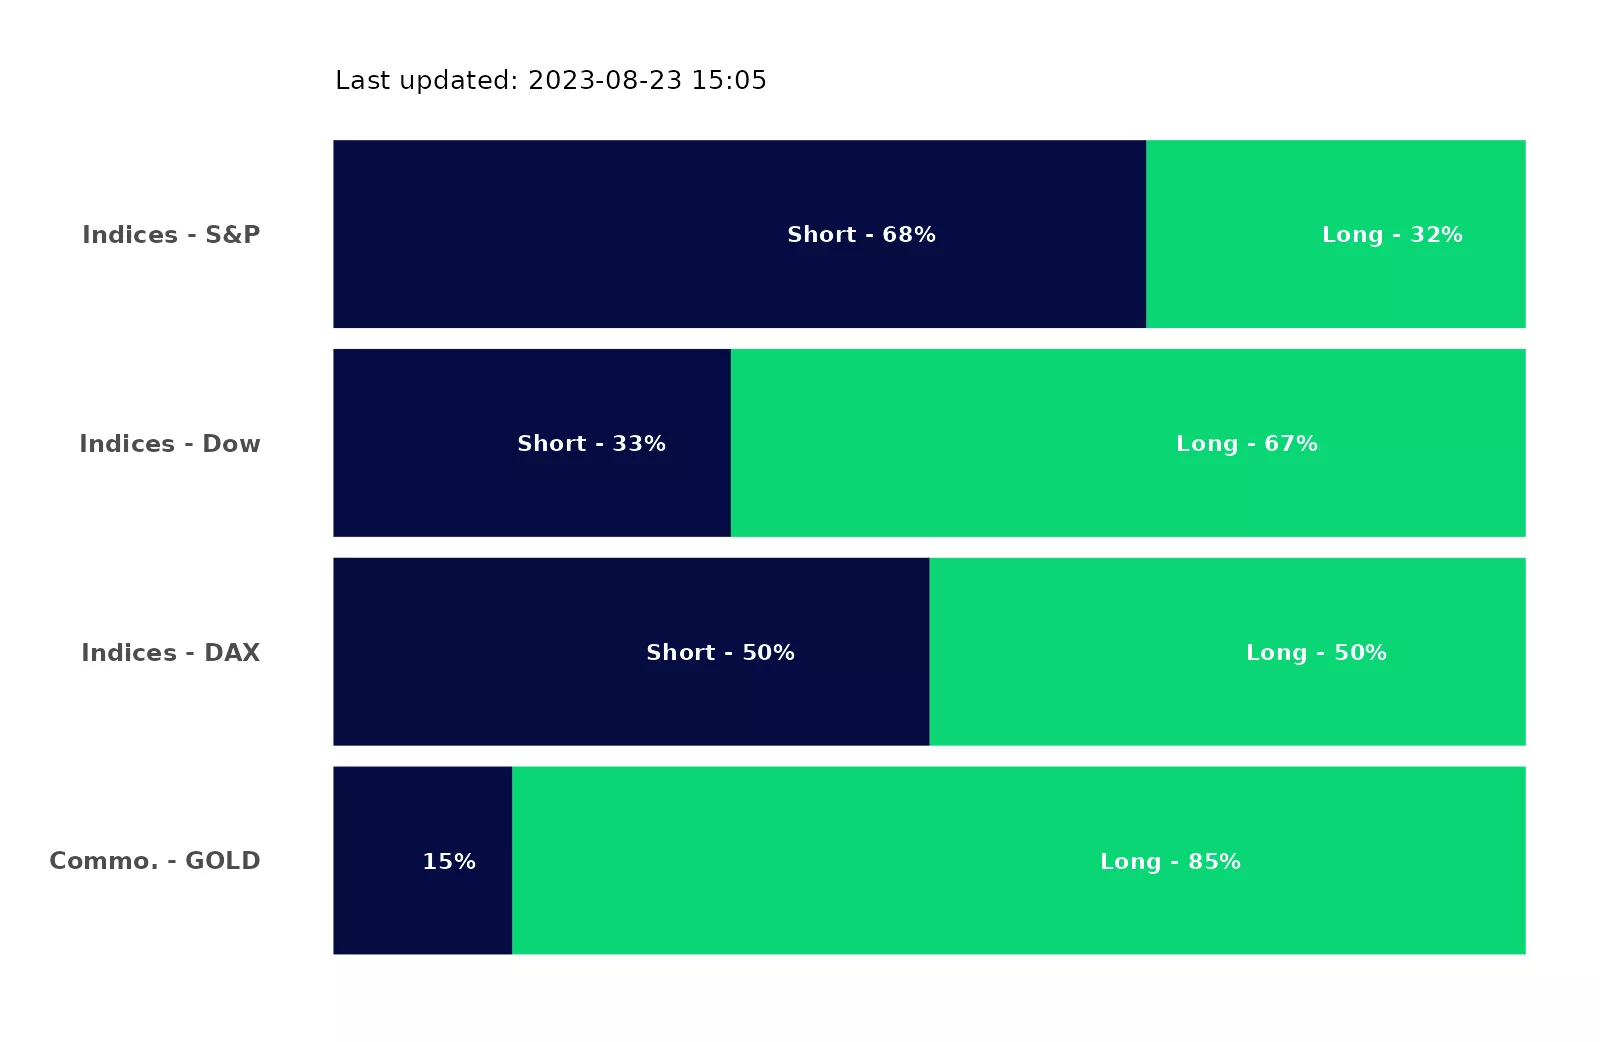 Last updated: 2023-08-23 15:05
Indices - S&P
Short - 68%
Long - 32%
Indices - Dow
Short - 33%
Long - 67%
Indices - DAX
Short - 50%
Long - 50%
Commo. - GOLD
15%
Long - 85%